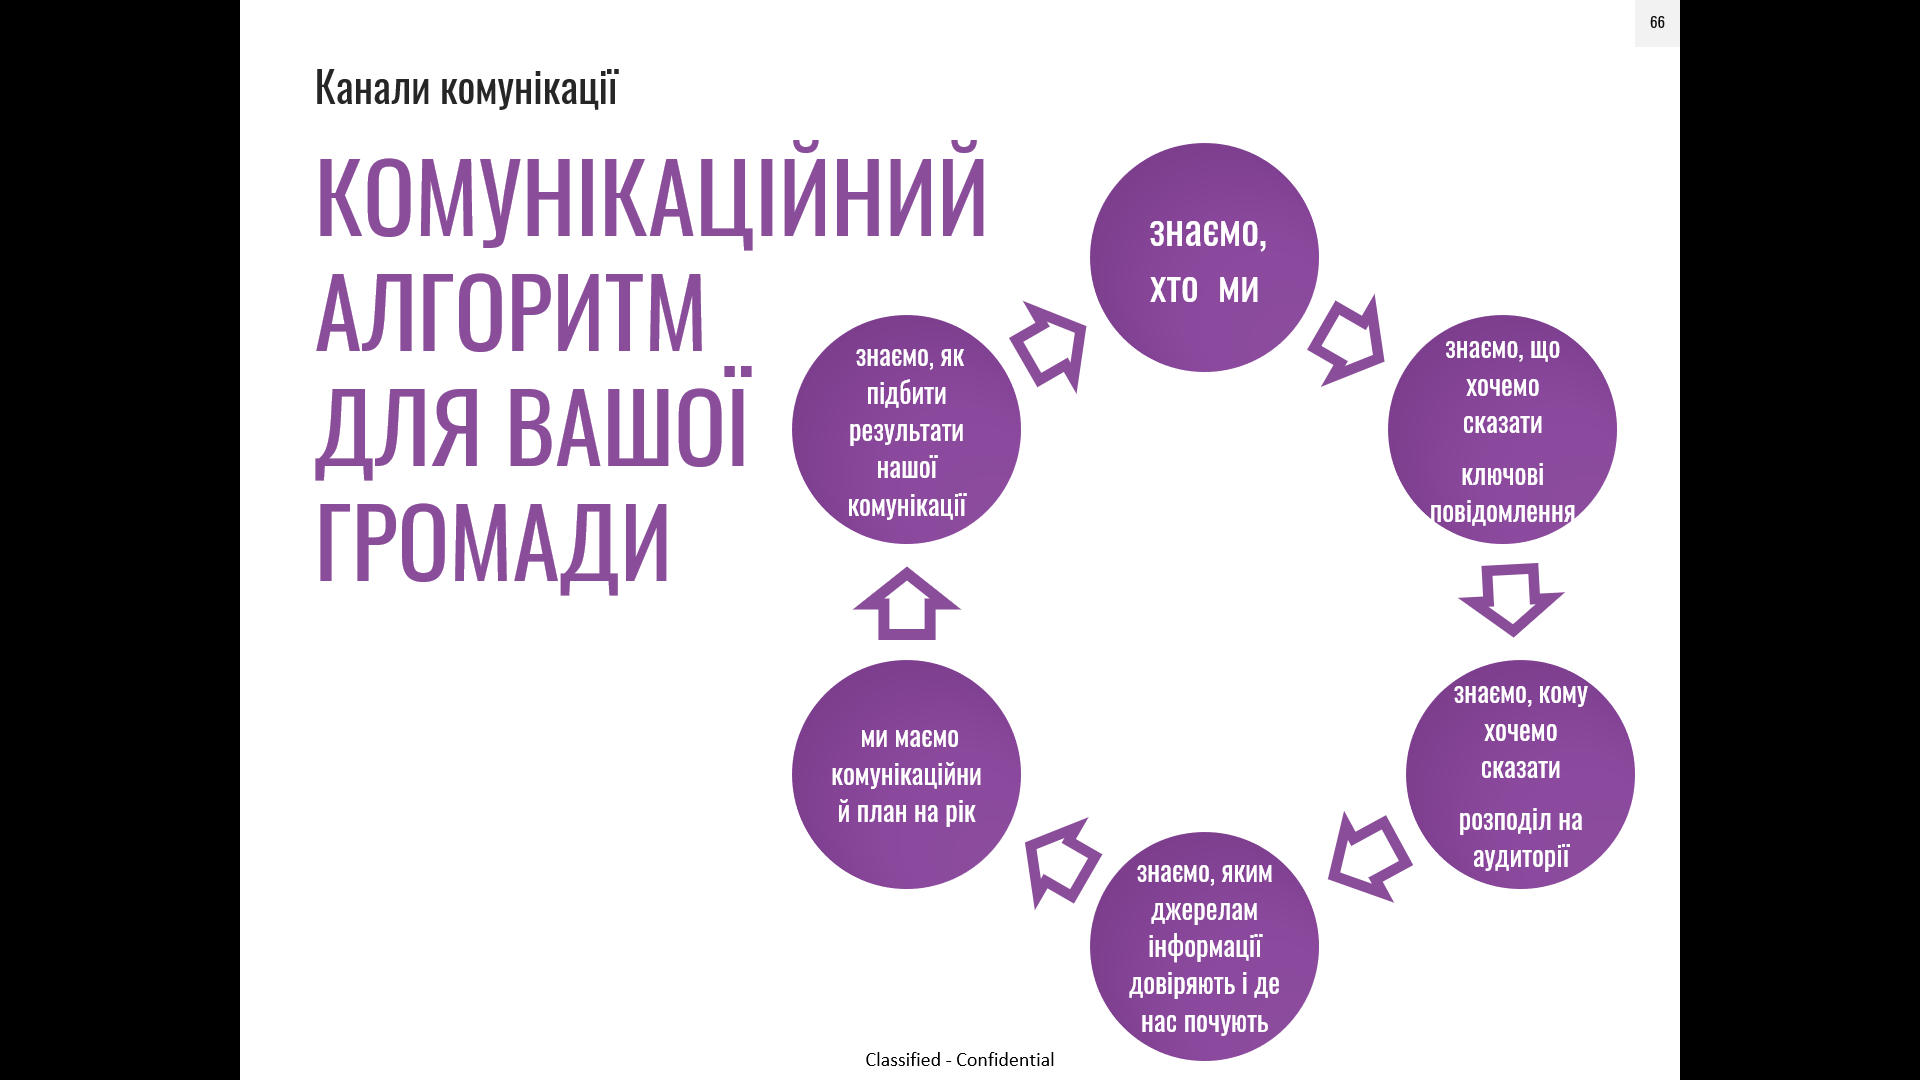 66
Канали комунікації
КОМУНІКАЦІЙНИЙ
АЛГОРИТМ
ДЛЯ ВАШОЇ
ГРОМАДИ
знаємо,
хто ми
знаємо, що
хочемо
сказати
ключові
повідомлення
знаємо, кому
хочемо
сказати
розподіл на
аудиторії
знаємо, яким
джерелам
інформації
довіряють і де
нас почують
ми маємо
комунікаційни
й план на рік
знаємо, як
підбити
результати
нашої
комунікації
Classified - Confidential